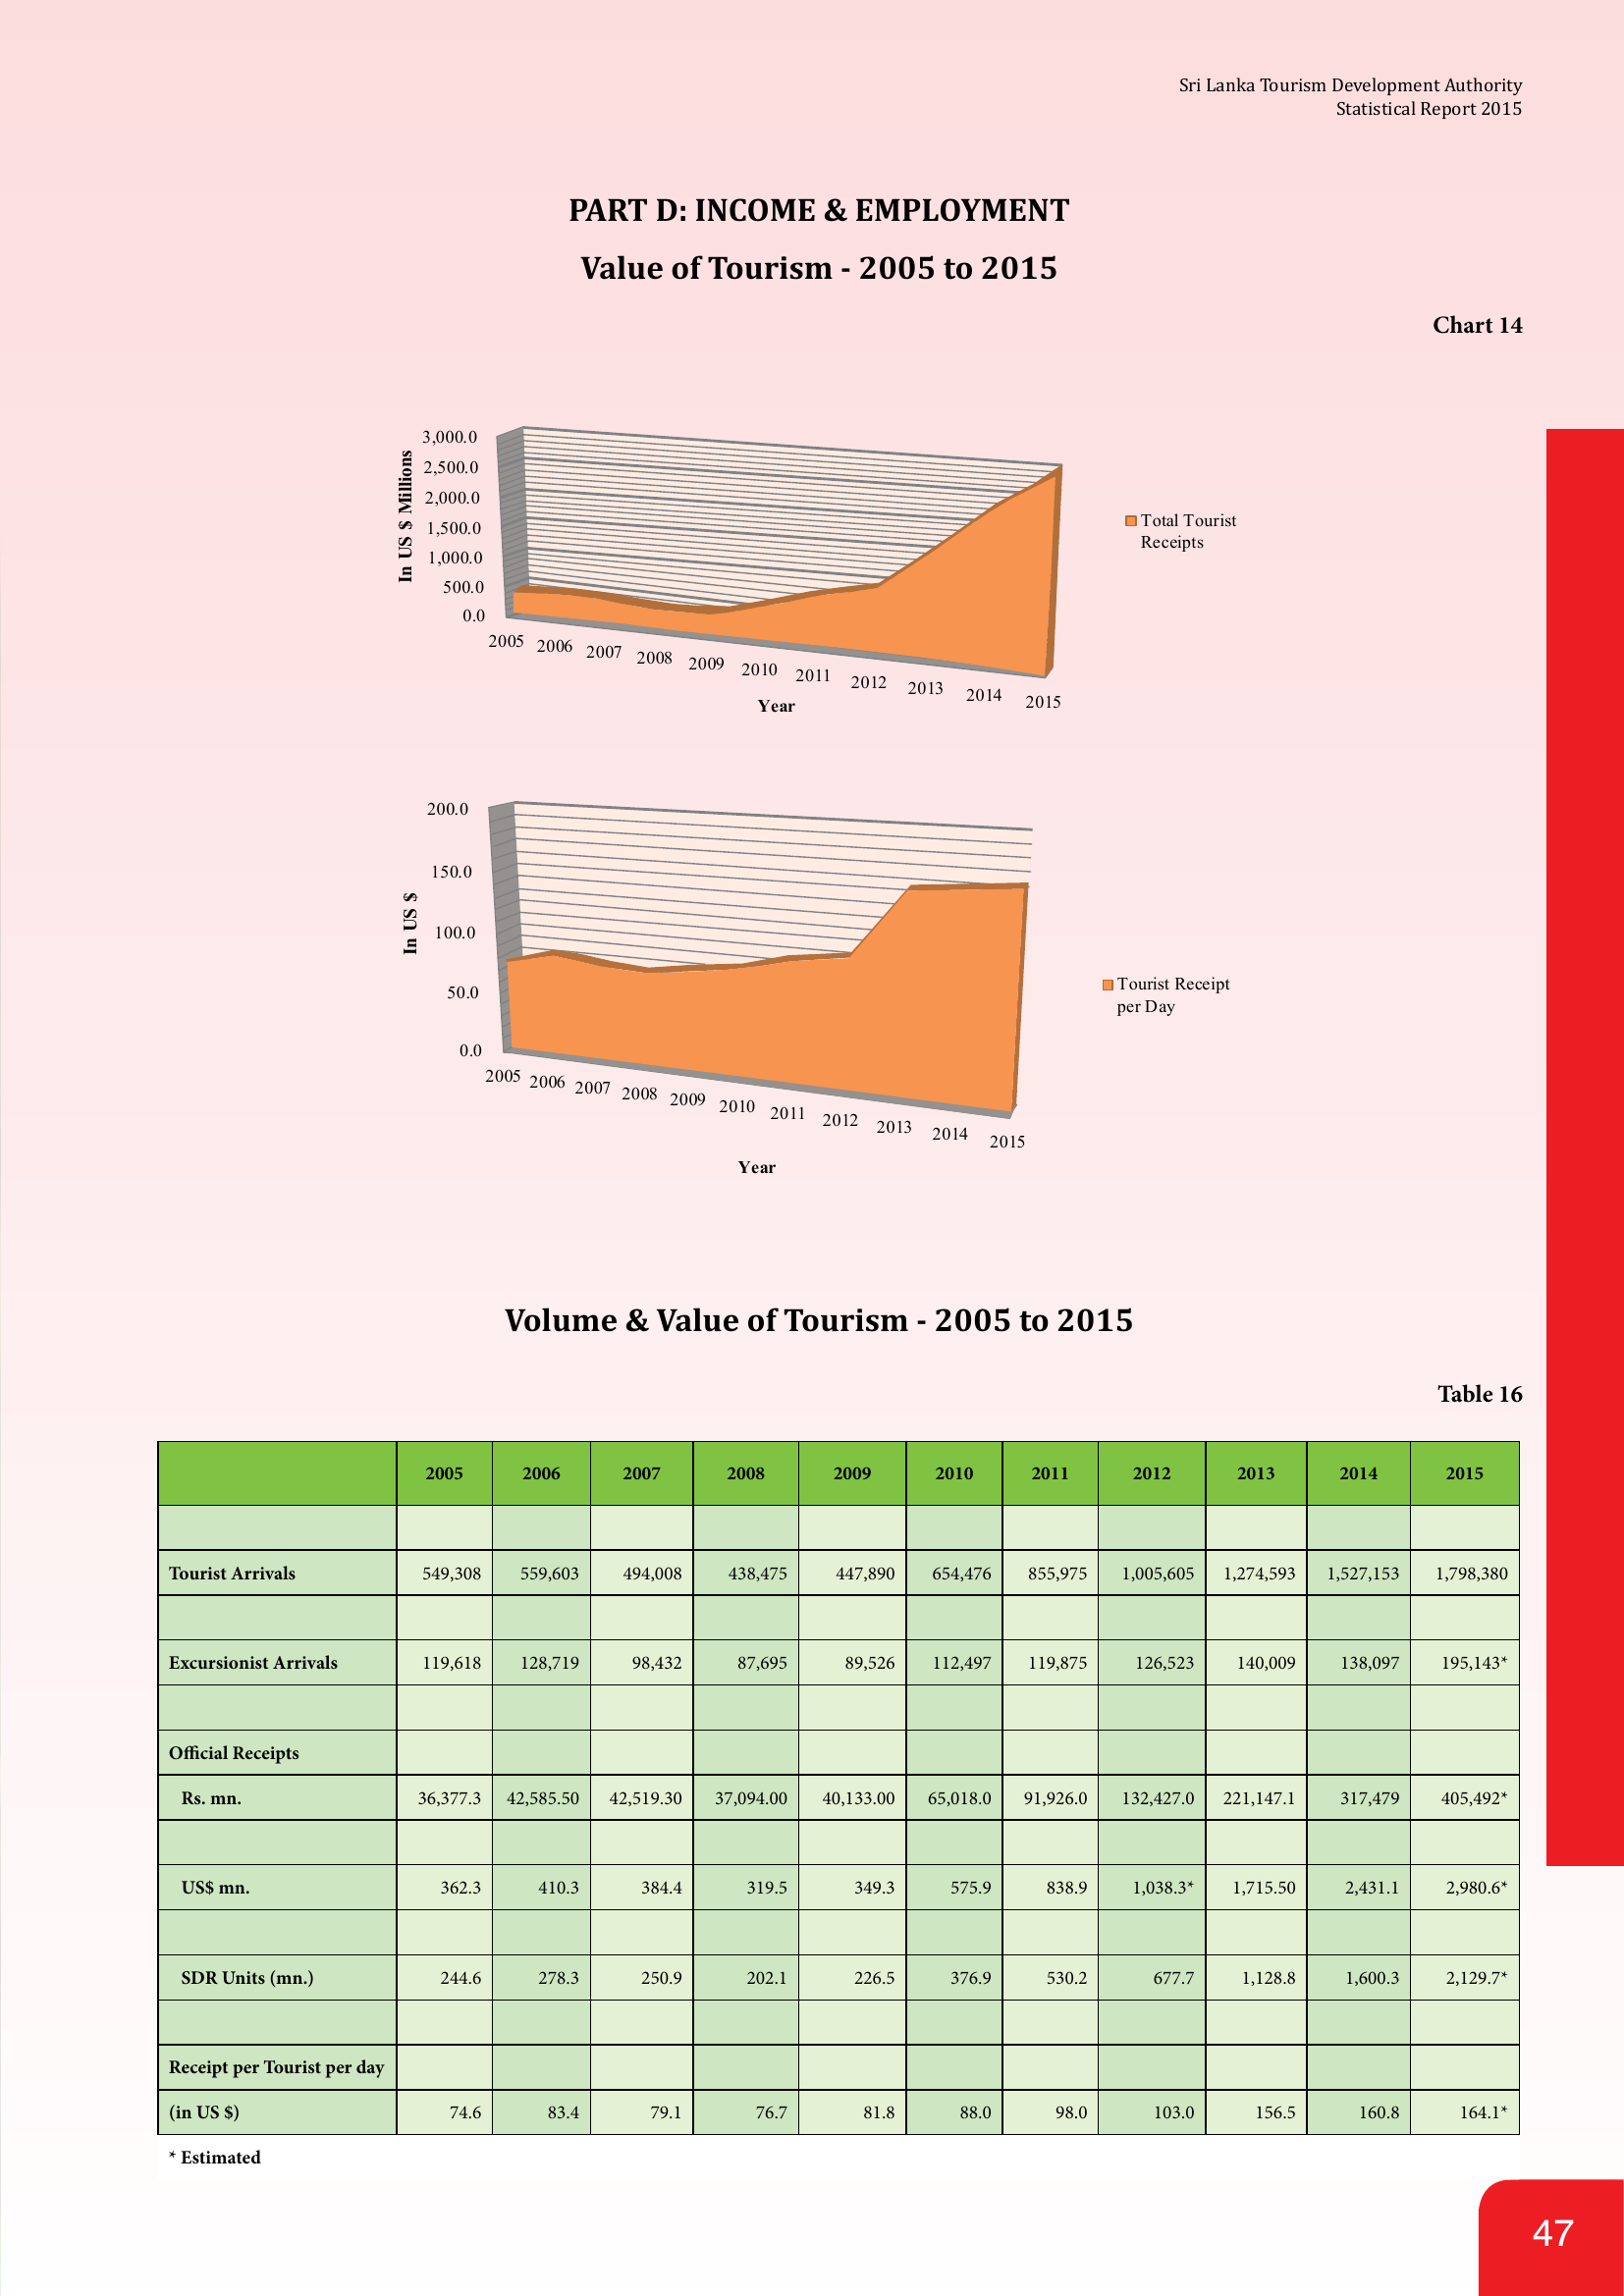 Sri Lanka Tourism Development Authority
Statistical Report 2015
PART D: INCOME & EMPLOYMENT
Value of Tourism - 2005 to 2015
Chart 14
In US $ Millions
3,000.0
2,500.0
2,000.0
1,500.0
1,000.0
500.0
0.0
2005 2006 2007 2008 2009 2010 2011 2012 2013 2014 2015
Year
Total Tourist
Receipts
In US $
200.0
150.0
100.0
50.0
0.0
2005 2006 2007 2008 2009 2010 2011 2012 2013 2014 2015
Year
Tourist Receipt
per Day
Volume & Value of Tourism - 2005 to 2015
Table 16
2005 2006 2007 2008 2009 2010 2011 2012 2013 2014 2015
Tourist Arrivals 549,308 559,603 494,008 438,475 447,890 654,476 855,975 1,005,605 1,274,593 1,527,153 1,798,380
Excursionist Arrivals 119,618 128,719 98,432 87,695 89,526 112,497 119,875 126,523 140,009 138,097 195,143*
Official Receipts
Rs. mn. 36,377.3 42,585.50 42,519.30 37,094.00 40,133.00 65,018.0 91,926.0 132,427.0 221,147.1 317,479 405,492*
US$ mn. 362.3 410.3 384.4 319.5 349.3 575.9 838.9 1,038.3* 1,715.50 2,431.1 2,980.6*
SDR Units (mn.) 244.6 278.3 250.9 202.1 226.5 376.9 530.2 677.7 1,128.8 1,600.3 2,129.7*
Receipt per Tourist per day
(in US $) 74.6 83.4 79.1 76.7 81.8 88.0 98.0 103.0 156.5 160.8 164.1*
* Estimated
47